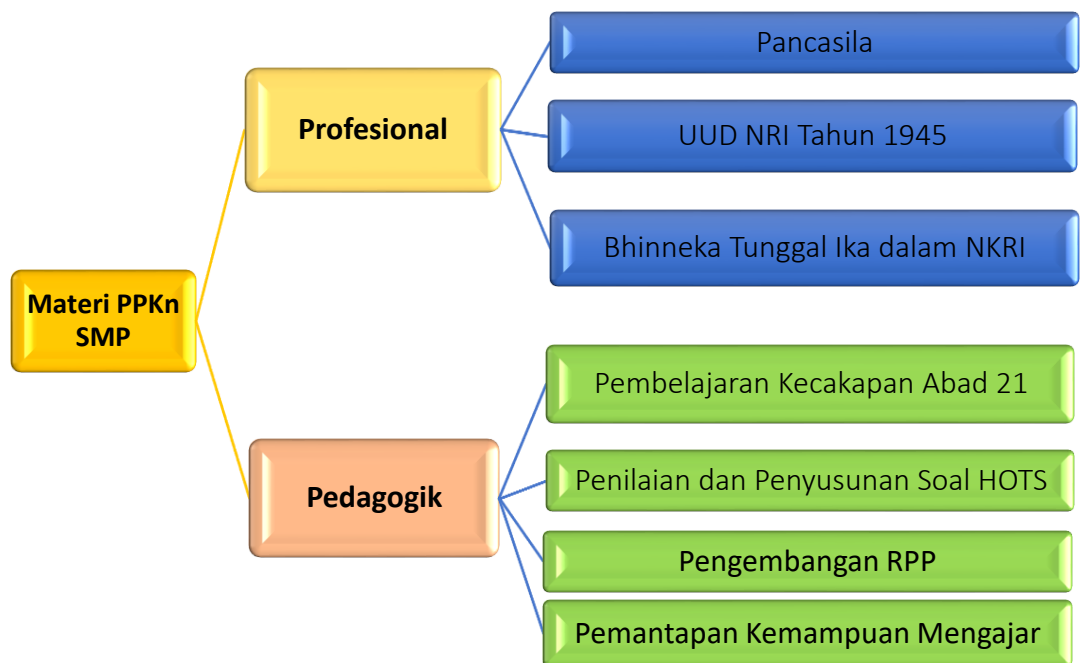 Materi PPKn
SMP
Profesional
Pancasila
UUD NRI Tahun 1945
Bhinneka Tunggal Ika dalam NKRI
Pedagogik
Pembelajaran Kecakapan Abad 21
Penilaian dan Penyusunan Soal HOTS
Pengembangan RPP
Pemantapan Kemampuan Mengajar